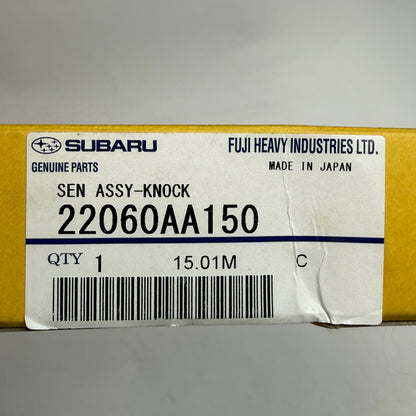 SUBARU FUJI HEAVY INDUSTRIES LTD.
GENUINE PARTS MADE IN JAPAN
SEN ASSY-KNOCK
22060AA150
QTY 1 15.01M C